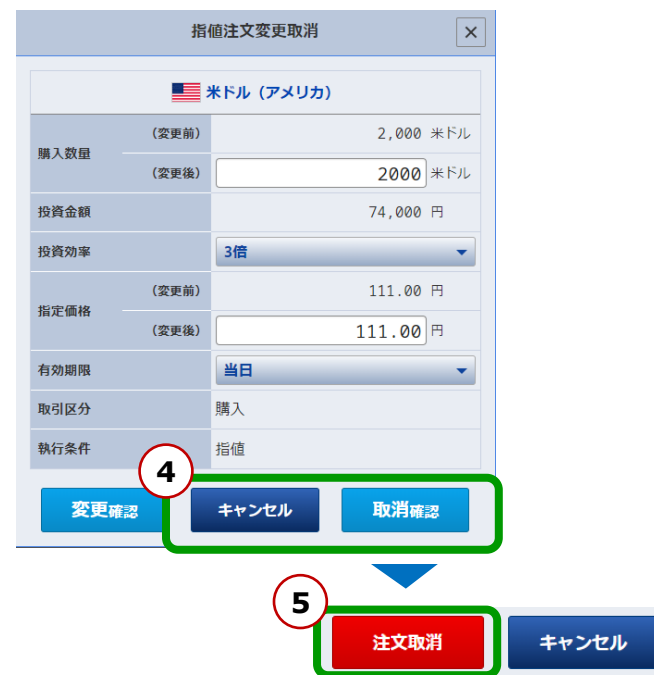 指値注文変更取消 ×
米ドル（アメリカ）
購入数量 （変更前） 2,000 米ドル
（変更後） 2000 米ドル
投資金額 74,000 円
投資効率 3倍
指定価格 （変更前） 111.00 円
（変更後） 111.00 円
有効期限 当日
取引区分 購入
執行条件 指値
4
変更確認 キャンセル 取消確認
5
注文取消 キャンセル